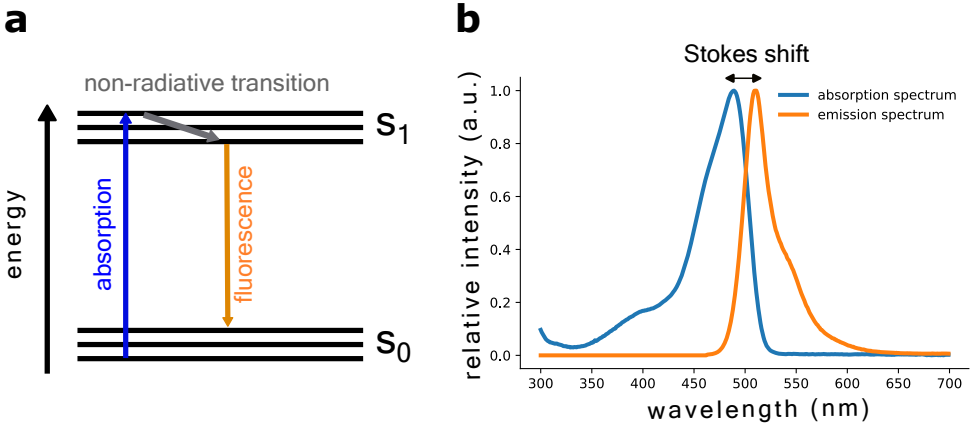 a
non-radiative transition
S1
energy
absorption
fluorescence
S0
b
Stokes shift
absorption spectrum
emission spectrum
relative intensity (a.u.)
1.0
0.8
0.6
0.4
0.2
0.0
300 350 400 450 500 550 600 650 700
wavelength (nm)